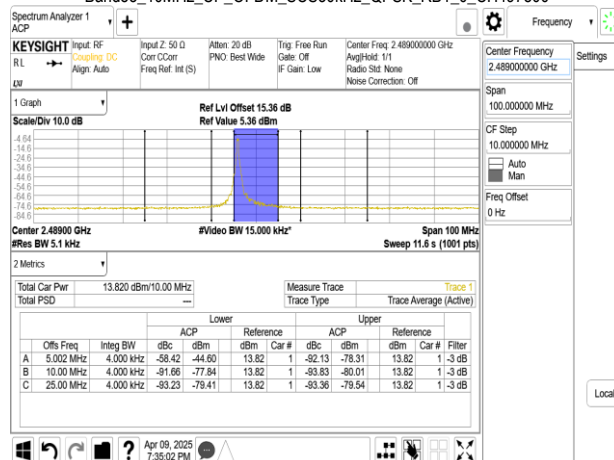 Spectrum Analyzer 1
ACP
Frequency
KEYSIGHT
RL
Input: RF
Coupling: DC
Align: Auto
Input Z: 50 Ω
Corr CCorr
Freq Ref: Int (S)
Atten: 20 dB
PNO: Best Wide
Trig: Free Run
Gate: Off
IF Gain: Low
Center Freq: 2.489000000 GHz
Avg|Hold: 1/1
Radio Std: None
Noise Correction: Off
Center Frequency
2.489000000 GHz
Settings
Span
100.000000 MHz
CF Step
10.000000 MHz
Auto
Man
Freq Offset
0 Hz
Local
1 Graph
Scale/Div 10.0 dB
Ref Lvl Offset 15.36 dB
Ref Value 5.36 dBm
-4.64
-14.6
-24.6
-34.6
-44.6
-54.6
-64.6
-74.6
-84.6
Center 2.48900 GHz
#Video BW 15.000 kHz*
Span 100 MHz
#Res BW 5.1 kHz
Sweep 11.6 s (1001 pts)
2 Metrics
Total Car Pwr 13.820 dBm/10.00 MHz
Total PSD ---
Measure Trace Trace 1
Trace Type Trace Average (Active)
Lower Upper
ACP Reference ACP Reference
Offs Freq Integ BW dBc dBm dBm Car # dBc dBm dBm Car # Filter
A 5.002 MHz 4.000 kHz -58.42 -44.60 13.82 1 -92.13 -78.31 13.82 1 -3 dB
B 10.00 MHz 4.000 kHz -91.66 -77.84 13.82 1 -93.83 -80.01 13.82 1 -3 dB
C 25.00 MHz 4.000 kHz -93.23 -79.41 13.82 1 -93.36 -79.54 13.82 1 -3 dB
Apr 09, 2025
7:35:02 PM